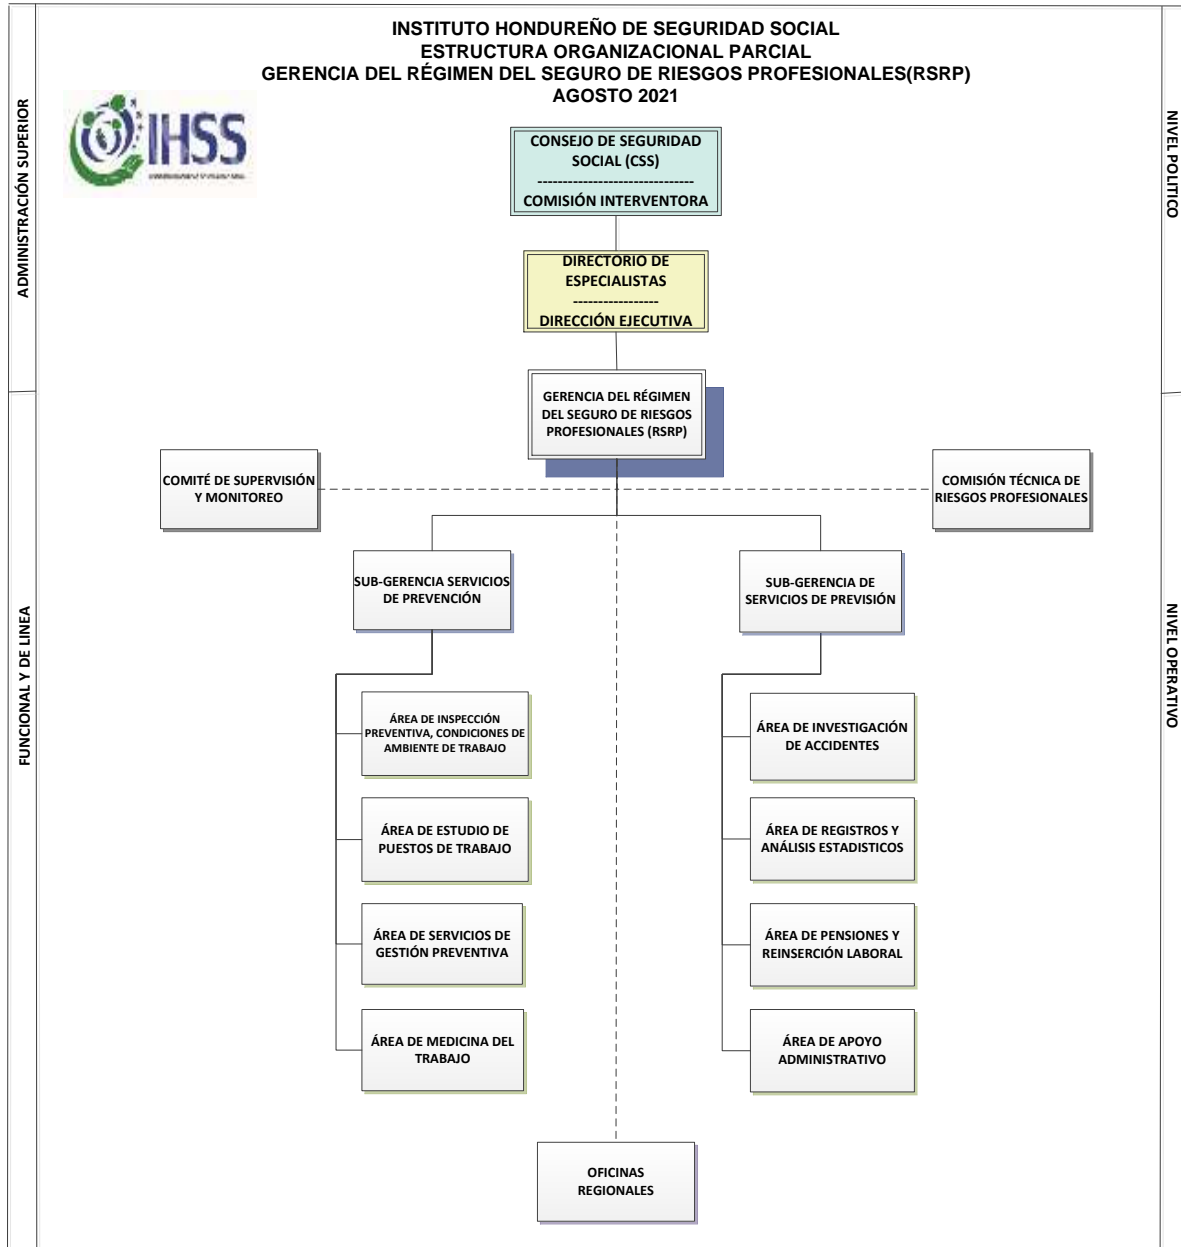 INSTITUTO HONDUREÑO DE SEGURIDAD SOCIAL
ESTRUCTURA ORGANIZACIONAL PARCIAL
GERENCIA DEL RÉGIMEN DEL SEGURO DE RIESGOS PROFESIONALES(RSRP)
AGOSTO 2021
IHSS
ADMINISTRACIÓN SUPERIOR
NIVEL POLITICO
CONSEJO DE SEGURIDAD
SOCIAL (CSS)
-------------------------------
COMISIÓN INTERVENTORA
DIRECTORIO DE
ESPECIALISTAS
-----------------
DIRECCIÓN EJECUTIVA
GERENCIA DEL RÉGIMEN
DEL SEGURO DE RIESGOS
PROFESIONALES (RSRP)
COMITÉ DE SUPERVISIÓN
Y MONITOREO
COMISIÓN TÉCNICA DE
RIESGOS PROFESIONALES
FUNCIONAL Y DE LINEA
NIVEL OPERATIVO
SUB-GERENCIA SERVICIOS
DE PREVENCIÓN
SUB-GERENCIA DE
SERVICIOS DE PREVISIÓN
ÁREA DE INSPECCIÓN
PREVENTIVA, CONDICIONES DE
AMBIENTE DE TRABAJO
ÁREA DE INVESTIGACIÓN
DE ACCIDENTES
ÁREA DE ESTUDIO DE
PUESTOS DE TRABAJO
ÁREA DE REGISTROS Y
ANÁLISIS ESTADISTICOS
ÁREA DE SERVICIOS DE
GESTIÓN PREVENTIVA
ÁREA DE PENSIONES Y
REINSERCIÓN LABORAL
ÁREA DE MEDICINA DEL
TRABAJO
ÁREA DE APOYO
ADMINISTRATIVO
OFICINAS
REGIONALES